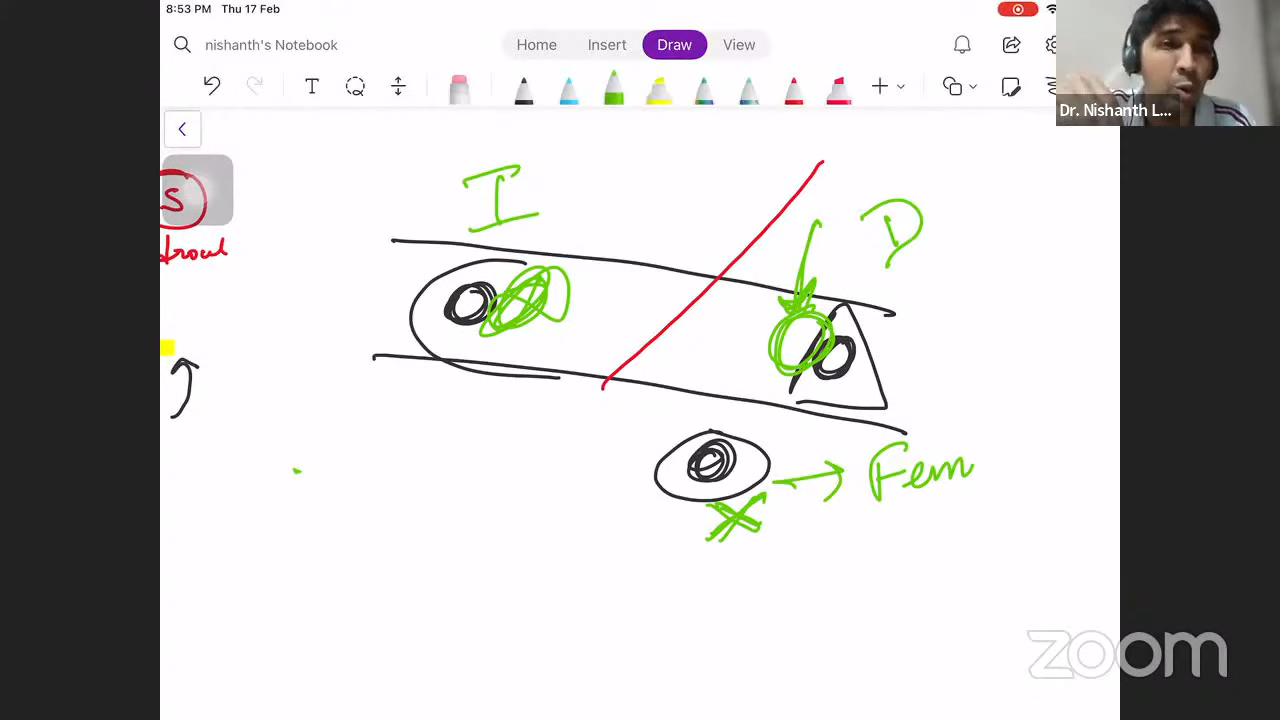 8:53 PM Thu 17 Feb
nishanth's Notebook
Home Insert Draw View
Dr. Nishanth L...
S
I
D
Fem
zoom